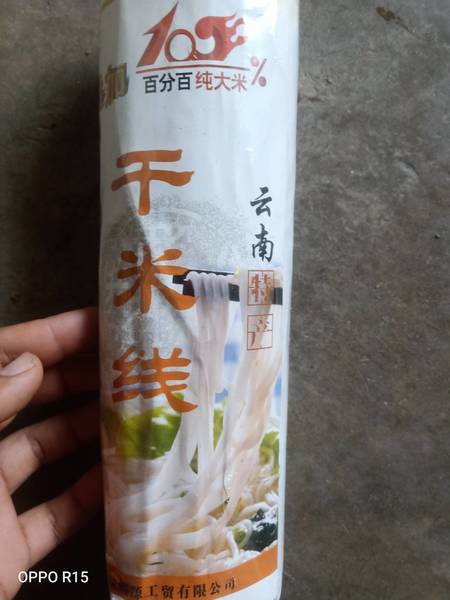 100%
百分百纯大米
干米线
云南
特产
工贸有限公司
OPPO R15